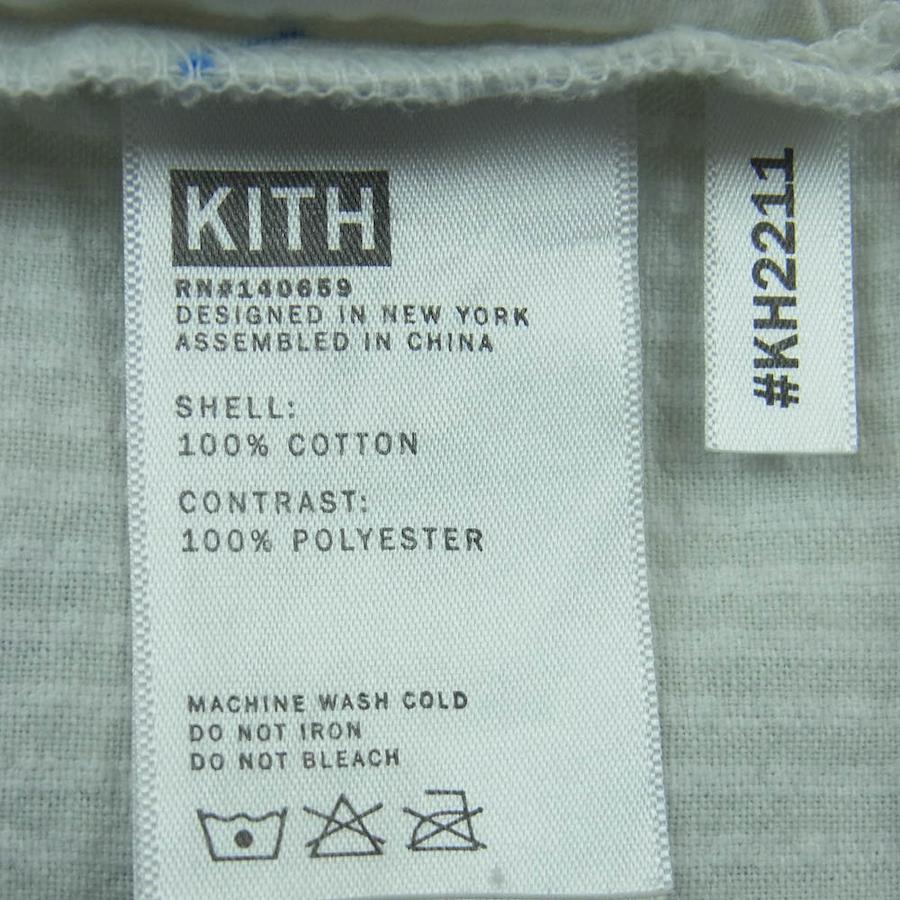 KITH
RN#140659
DESIGNED IN NEW YORK
ASSEMBLED IN CHINA
SHELL:
100% COTTON
CONTRAST:
100% POLYESTER
MACHINE WASH COLD
DO NOT IRON
DO NOT BLEACH
#KH2211